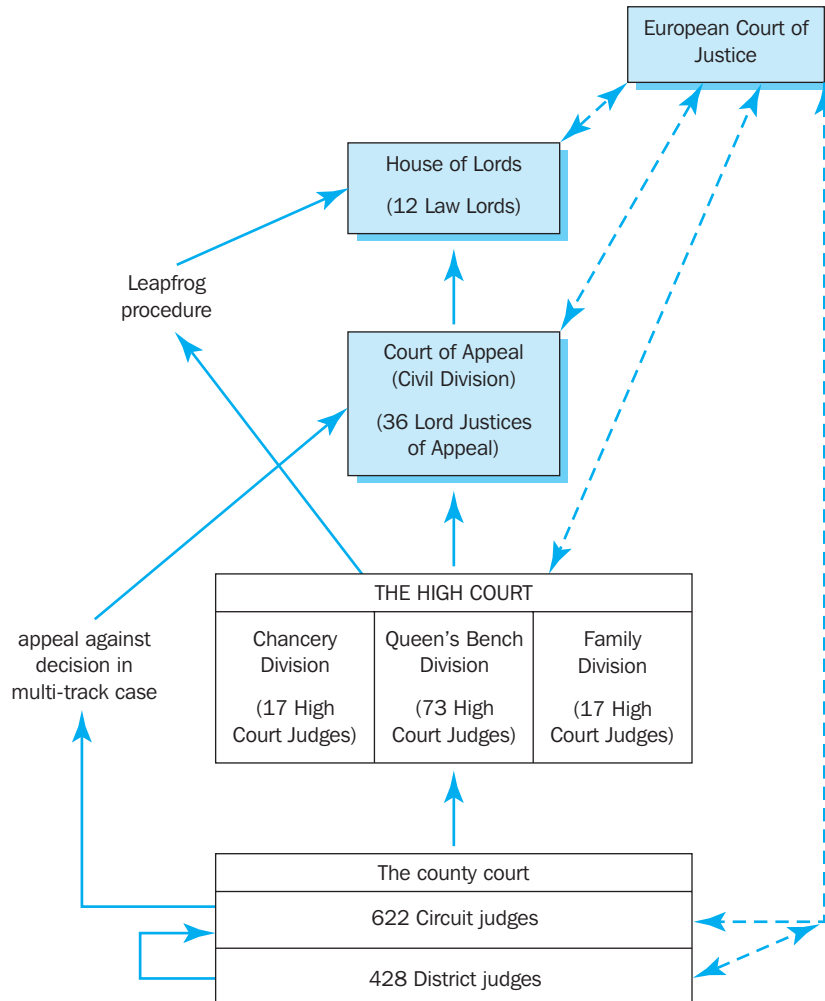 European Court of
Justice
House of Lords
(12 Law Lords)
Leapfrog
procedure
Court of Appeal
(Civil Division)
(36 Lord Justices
of Appeal)
THE HIGH COURT
Chancery
Division
(17 High
Court Judges)
Queen's Bench
Division
(73 High
Court Judges)
Family
Division
(17 High
Court Judges)
appeal against
decision in
multi-track case
The county court
622 Circuit judges
428 District judges